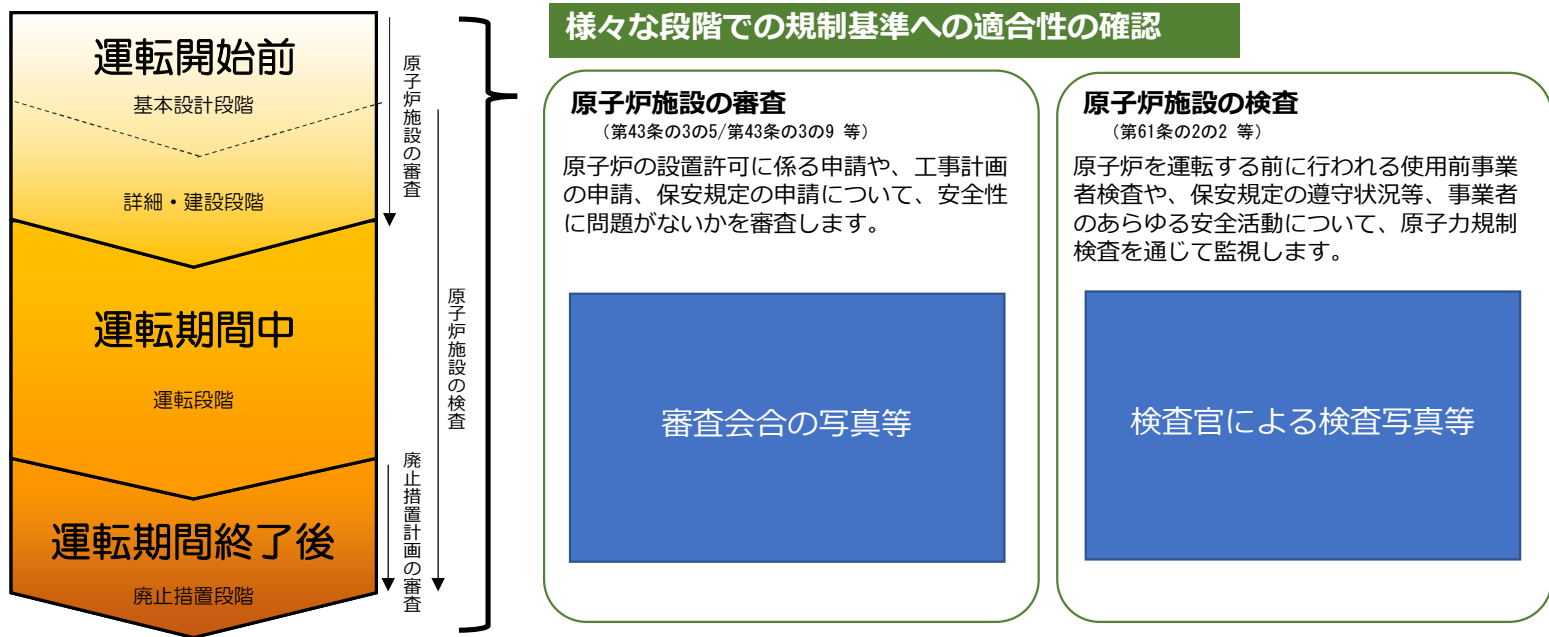 運転開始前
基本設計段階
詳細・建設段階
運転期間中
運転段階
運転期間終了後
廃止措置段階
原子炉施設の審査
原子炉施設の検査
廃止措置計画の審査
様々な段階での規制基準への適合性の確認
原子炉施設の審査
（第43条の3の5/第43条の3の9 等）
原子炉の設置許可に係る申請や、工事計画
の申請、保安規定の申請について、安全性
に問題がないかを審査します。
審査会合の写真等
原子炉施設の検査
（第61条の2の2 等）
原子炉を運転する前に行われる使用前事業
者検査や、保安規定の遵守状況等、事業者
のあらゆる安全活動について、原子力規制
検査を通じて監視します。
検査官による検査写真等